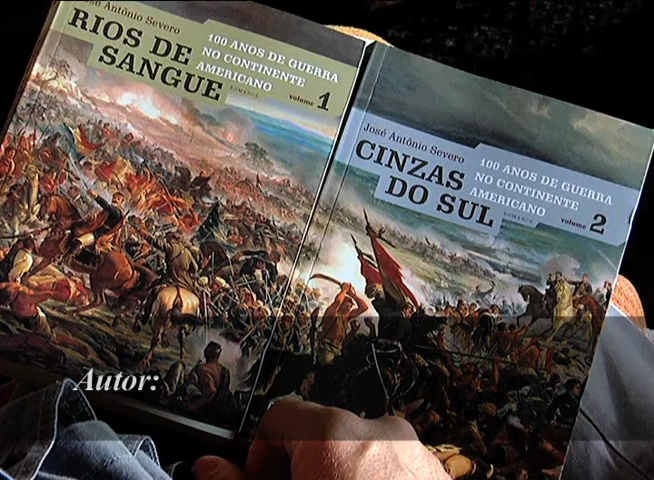 José Antônio Severo
RIOS DE
SANGUE
100 ANOS DE GUERRA
NO CONTINENTE
AMERICANO
ROMANCE
volume 1
José Antônio Severo
CINZAS
DO SUL
100 ANOS DE GUERRA
NO CONTINENTE
AMERICANO
ROMANCE
volume 2
Autor: